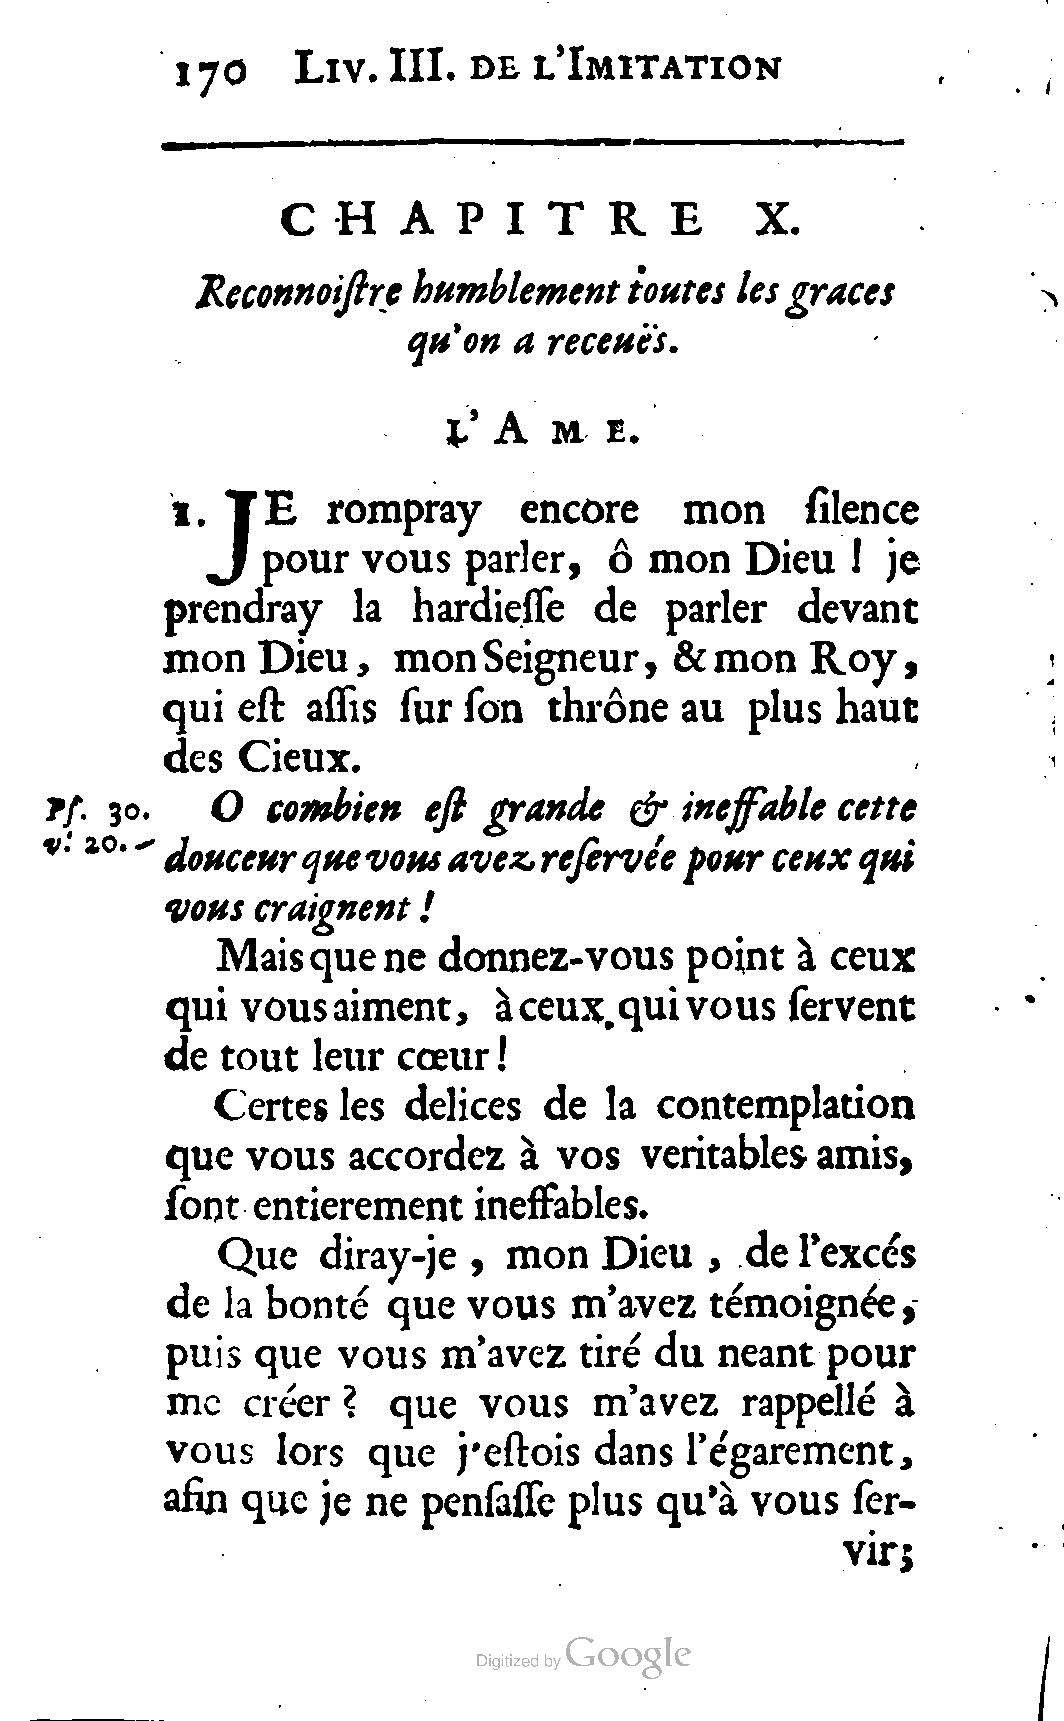 170 LIV. III. DE L'IMITATION
CHAPITRE X.
Reconnoiſtre humblement toutes les graces
qu'on a receuës.
L'AME.
1. JE rompray encore mon ſilence
pour vous parler, ô mon Dieu ! je
prendray la hardieſſe de parler devant
mon Dieu, mon Seigneur, & mon Roy,
qui eſt aſſis ſur ſon thrône au plus haut
des Cieux.
Pſ. 30. O combien eſt grande & ineffable cette
v. 20. douceur que vous avez reſervée pour ceux qui
vous craignent !
Mais que ne donnez-vous point à ceux
qui vous aiment, à ceux qui vous ſervent
de tout leur cœur !
Certes les delices de la contemplation
que vous accordez à vos veritables amis,
ſont entierement ineffables.
Que diray-je, mon Dieu, de l'excés
de la bonté que vous m'avez témoignée,
puis que vous m'avez tiré du neant pour
me créer ? que vous m'avez rappellé à
vous lors que j'eſtois dans l'égarement,
afin que je ne penſaſſe plus qu'à vous ſer-
vir;
Digitized by Google